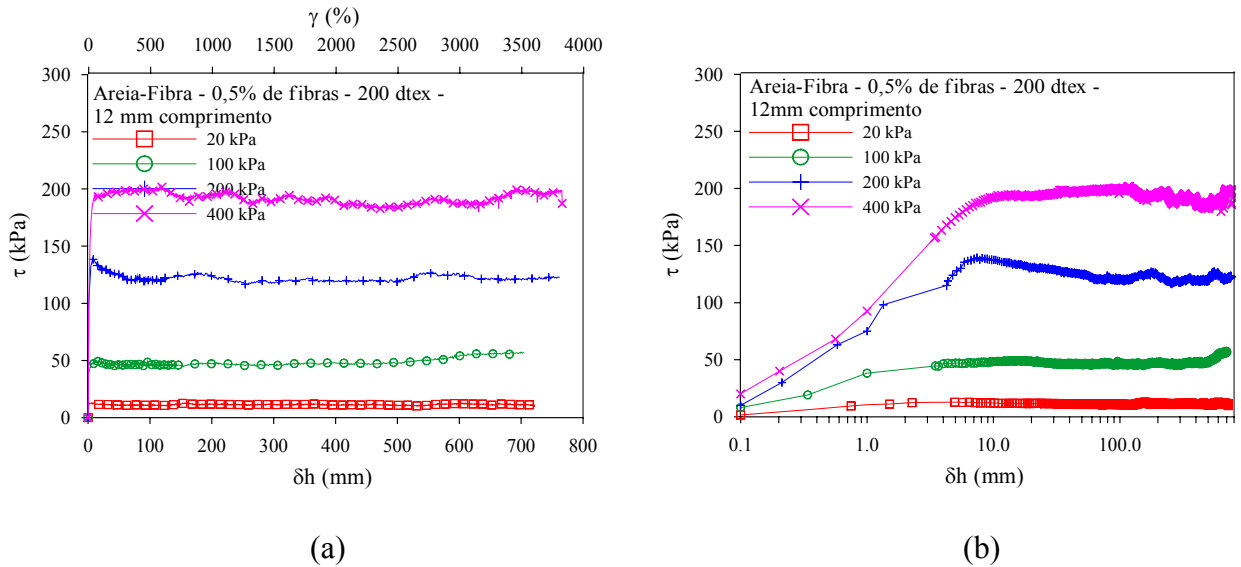 γ (%)
0 500 1000 1500 2000 2500 3000 3500 4000
300
250
200
150
100
50
0
τ (kPa)
Areia-Fibra - 0,5% de fibras - 200 dtex -
12 mm comprimento
20 kPa
100 kPa
200 kPa
400 kPa
0 100 200 300 400 500 600 700 800
δh (mm)
(a)
300
250
200
150
100
50
0
τ (kPa)
Areia-Fibra - 0,5% de fibras - 200 dtex -
12mm comprimento
20 kPa
100 kPa
200 kPa
400 kPa
0.1 1.0 10.0 100.0
δh (mm)
(b)